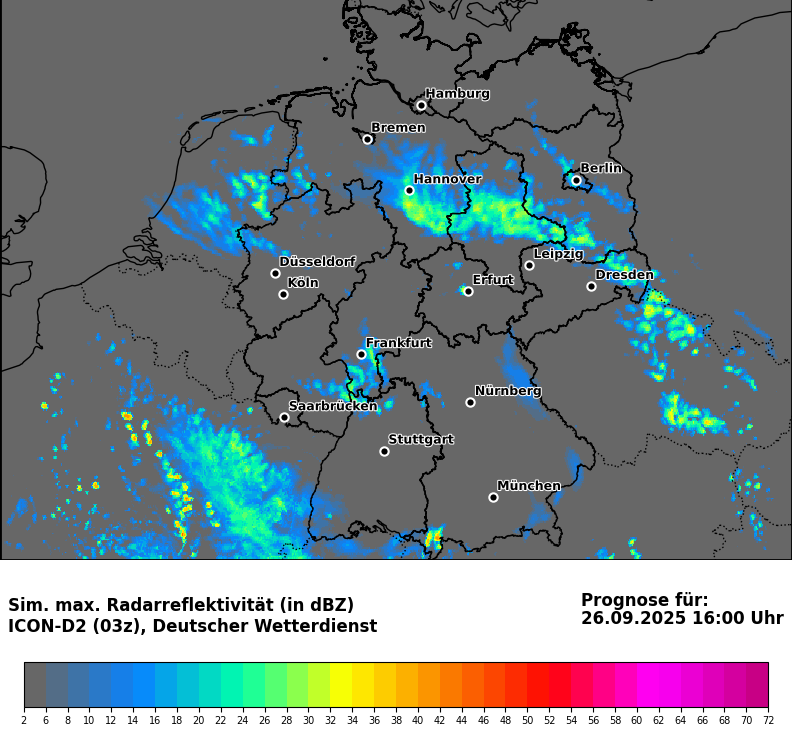 Hamburg
Bremen
Berlin
Hannover
Düsseldorf
Köln
Leipzig
Dresden
Erfurt
Frankfurt
Nürnberg
Saarbrücken
Stuttgart
München
Sim. max. Radarreflektivität (in dBZ)
ICON-D2 (03z), Deutscher Wetterdienst
Prognose für:
26.09.2025 16:00 Uhr
2 6 8 10 12 14 16 18 20 22 24 26 28 30 32 34 36 38 40 42 44 46 48 50 52 54 56 58 60 62 64 66 68 70 72